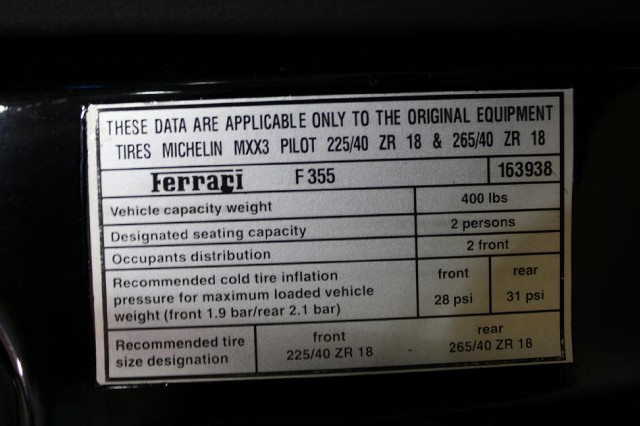 THESE DATA ARE APPLICABLE ONLY TO THE ORIGINAL EQUIPMENT
TIRES MICHELIN MXX3 PILOT 225/40 ZR 18 & 265/40 ZR 18
Ferrari F 355 163938
Vehicle capacity weight 400 lbs
Designated seating capacity 2 persons
Occupants distribution 2 front
Recommended cold tire inflation front rear
pressure for maximum loaded vehicle 28 psi 31 psi
weight (front 1.9 bar/rear 2.1 bar)
Recommended tire front rear
size designation 225/40 ZR 18 265/40 ZR 18